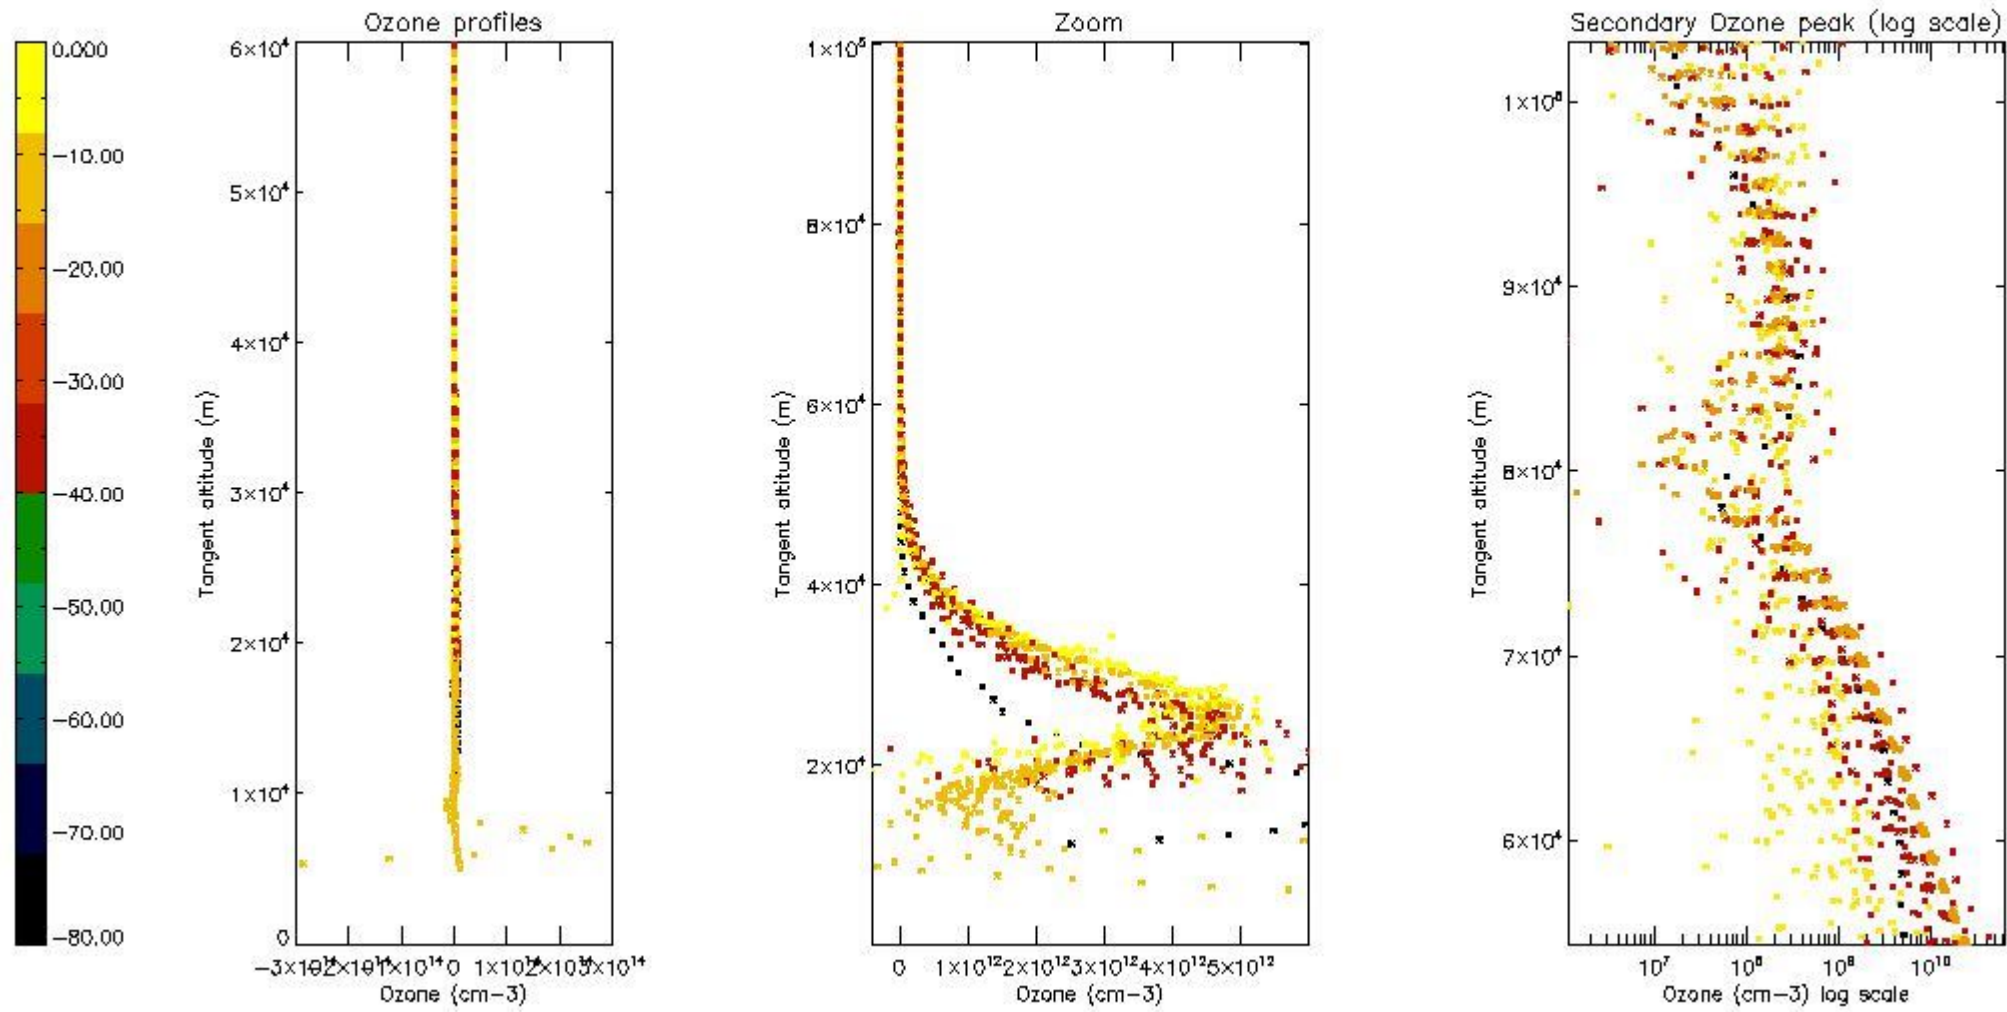 Ozone profiles
Zoom
Secondary Ozone peak (log scale)
0.000
−10.00
−20.00
−30.00
−40.00
−50.00
−60.00
−70.00
−80.00
6×10⁴
5×10⁴
4×10⁴
3×10⁴
2×10⁴
1×10⁴
0
Tangent altitude (m)
0
Ozone (cm−3)
1×10⁵
8×10⁴
6×10⁴
4×10⁴
2×10⁴
Tangent altitude (m)
0 1×10¹² 2×10¹² 3×10¹² 4×10¹² 5×10¹²
Ozone (cm−3)
1×10⁵
9×10⁴
8×10⁴
7×10⁴
6×10⁴
Tangent altitude (m)
10⁷ 10⁸ 10⁹ 10¹⁰
Ozone (cm−3) log scale